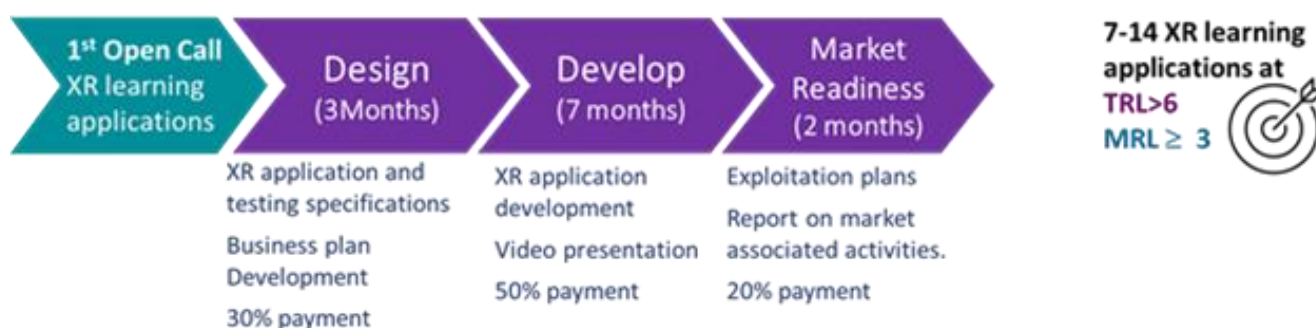 1st Open Call
XR learning
applications
Design
(3Months)
Develop
(7 months)
Market
Readiness
(2 months)
XR application and
testing specifications
Business plan
Development
30% payment
XR application
development
Video presentation
50% payment
Exploitation plans
Report on market
associated activities.
20% payment
7-14 XR learning
applications at
TRL>6
MRL ≥ 3